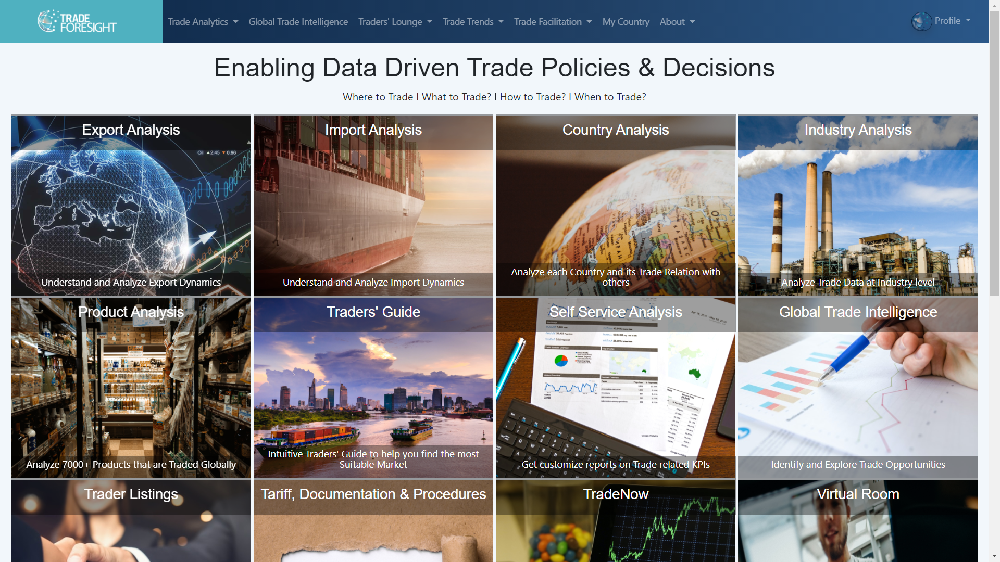 TRADE
FORESIGHT
Trade Analytics
Global Trade Intelligence
Traders' Lounge
Trade Trends
Trade Facilitation
My Country
About
Profile
Enabling Data Driven Trade Policies & Decisions
Where to Trade I What to Trade? I How to Trade? I When to Trade?
Export Analysis
Oil ▲2.45 ▼0.96
Understand and Analyze Export Dynamics
Import Analysis
Understand and Analyze Import Dynamics
Country Analysis
Analyze each Country and its Trade Relation with
others
Industry Analysis
Analyze Trade Data at Industry level
Product Analysis
Analyze 7000+ Products that are Traded Globally
Traders' Guide
Intuitive Traders' Guide to help you find the most
Suitable Market
Self Service Analysis
Get customize reports on Trade related KPIs
Global Trade Intelligence
Identify and Explore Trade Opportunities
Trader Listings
Tariff, Documentation & Procedures
TradeNow
Virtual Room